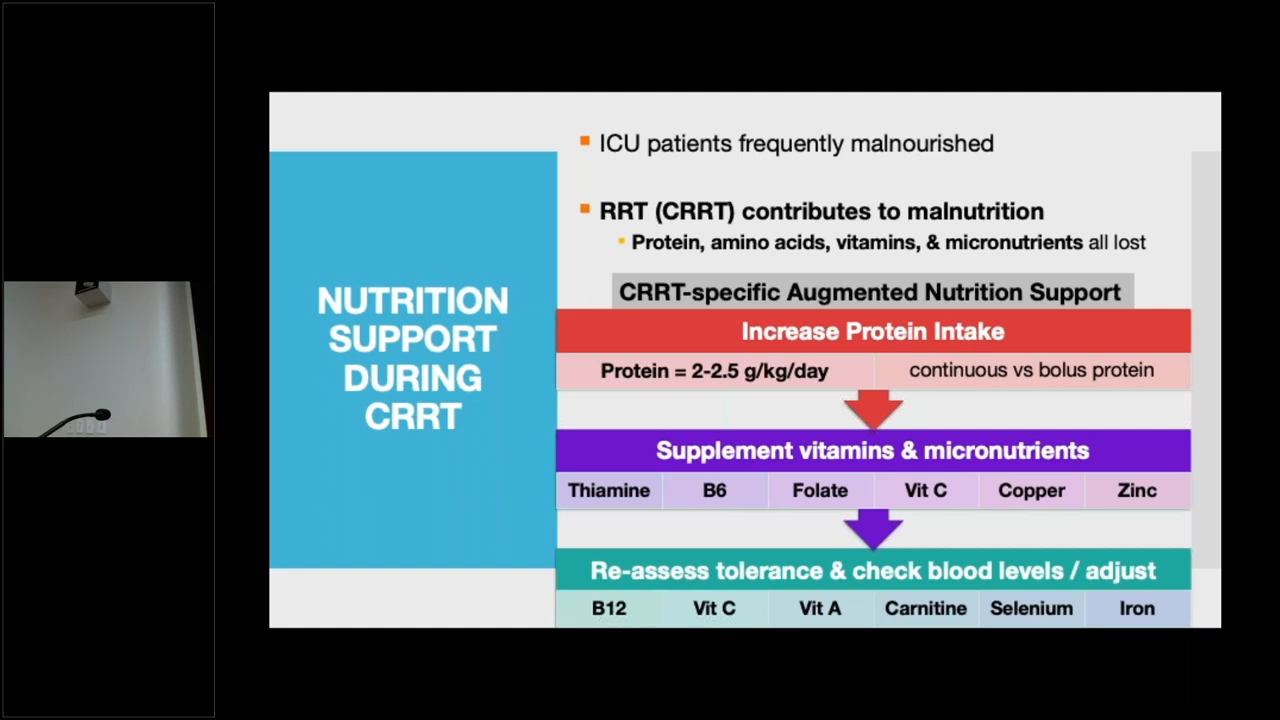 NUTRITION
SUPPORT
DURING
CRRT
ICU patients frequently malnourished
RRT (CRRT) contributes to malnutrition
Protein, amino acids, vitamins, & micronutrients all lost
CRRT-specific Augmented Nutrition Support
Increase Protein Intake
Protein = 2-2.5 g/kg/day continuous vs bolus protein
Supplement vitamins & micronutrients
Thiamine B6 Folate Vit C Copper Zinc
Re-assess tolerance & check blood levels / adjust
B12 Vit C Vit A Carnitine Selenium Iron